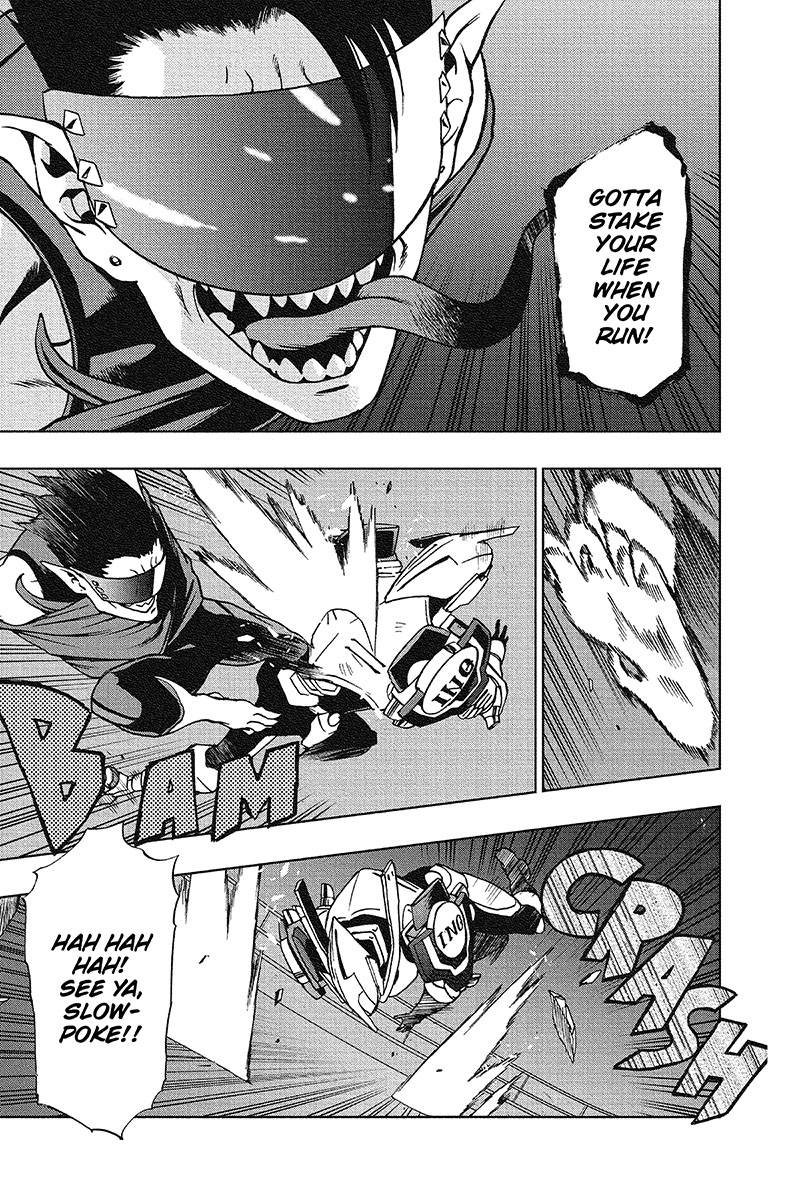 GOTTA
STAKE
YOUR
LIFE
WHEN
YOU
RUN!
ING
BAM
CRASH
ING
HAH HAH
HAH!
SEE YA,
SLOW-
POKE!!